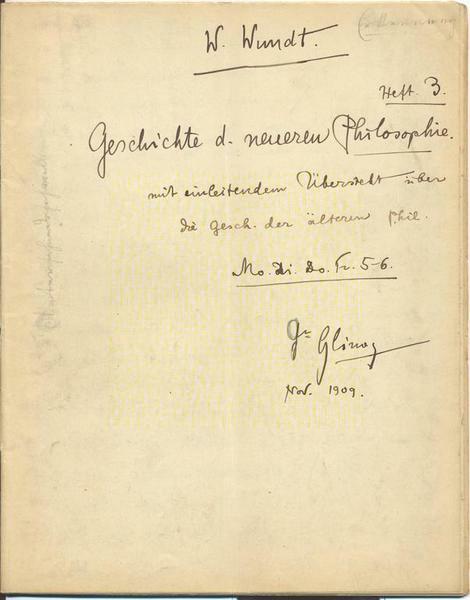 W. Wundt.
Heft 3.
Geschichte d. neueren Philosophie.
mit einleitendem Übersicht über
die Gesch. der älteren Phil.
Mo. Di. Do. Fr. 5-6.
Nov. 1909.